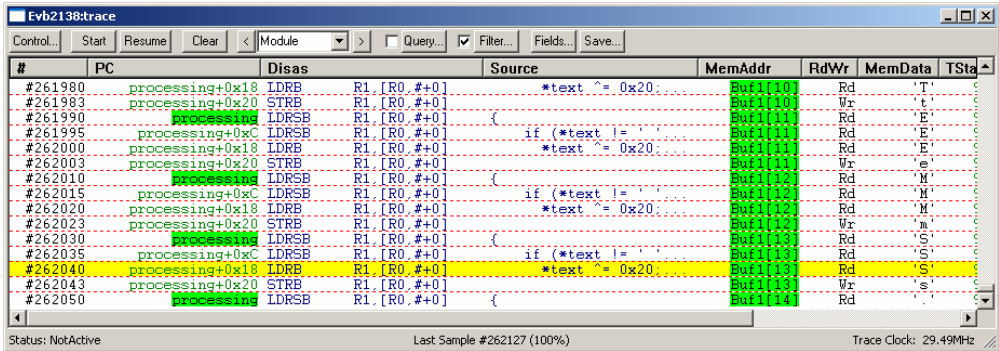 Evb2138:trace
Control... Start Resume Clear < Module > Query... Filter... Fields... Save...
# PC Disas Source MemAddr RdWr MemData TSta
#261980 processing+0x18 LDRB R1,[R0,#+0] *text ^= 0x20;... Buf1[10] Rd 'T'
#261983 processing+0x20 STRB R1,[R0,#+0] Buf1[10] Wr 't'
#261990 processing LDRSB R1,[R0,#+0] { Buf1[11] Rd 'E'
#261995 processing+0xC LDRSB R1,[R0,#+0] if (*text != ' '... Buf1[11] Rd 'E'
#262000 processing+0x18 LDRB R1,[R0,#+0] *text ^= 0x20;... Buf1[11] Rd 'E'
#262003 processing+0x20 STRB R1,[R0,#+0] Buf1[11] Wr 'e'
#262010 processing LDRSB R1,[R0,#+0] { Buf1[12] Rd 'M'
#262015 processing+0xC LDRSB R1,[R0,#+0] if (*text != ' '... Buf1[12] Rd 'M'
#262020 processing+0x18 LDRB R1,[R0,#+0] *text ^= 0x20;... Buf1[12] Rd 'M'
#262023 processing+0x20 STRB R1,[R0,#+0] Buf1[12] Wr 'm'
#262030 processing LDRSB R1,[R0,#+0] { Buf1[13] Rd 'S'
#262035 processing+0xC LDRSB R1,[R0,#+0] if (*text != ' '... Buf1[13] Rd 'S'
#262040 processing+0x18 LDRB R1,[R0,#+0] *text ^= 0x20;... Buf1[13] Rd 'S'
#262043 processing+0x20 STRB R1,[R0,#+0] Buf1[13] Wr 's'
#262050 processing LDRSB R1,[R0,#+0] { Buf1[14] Rd '.'
Status: NotActive Last Sample #262127 (100%) Trace Clock: 29.49MHz